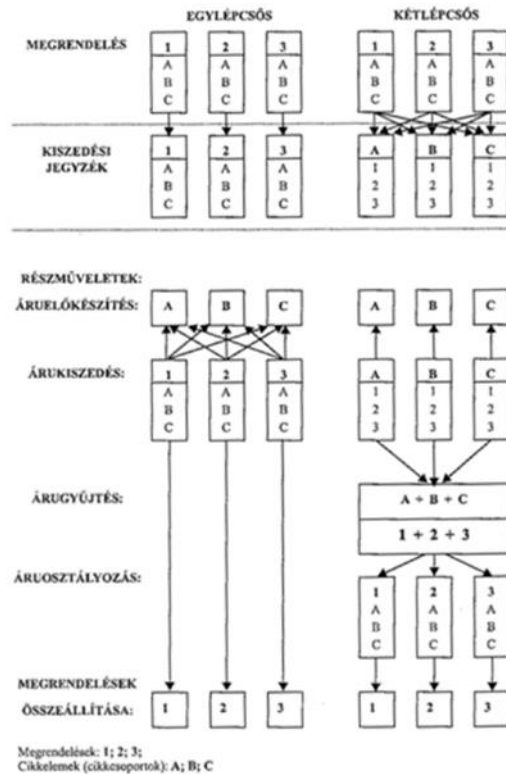 EGYLÉPCSŐS KÉTLÉPCSŐS
MEGRENDELÉS 1 2 3 1 2 3
A A A A A A
B B B B B B
C C C C C C
KISZEDÉSI JEGYZÉK 1 2 3 A B C
A A A 1 1 1
B B B 2 2 2
C C C 3 3 3
RÉSZMŰVELETEK:
ÁRUELŐKÉSZÍTÉS: A B C A B C
ÁRUKISZEDÉS: 1 2 3 A B C
A A A 1 1 1
B B B 2 2 2
C C C 3 3 3
ÁRUGYŰJTÉS: A + B + C
1 + 2 + 3
ÁRUOSZTÁLYOZÁS: 1 2 3
A A A
B B B
C C C
MEGRENDELÉSEK
ÖSSZEÁLLÍTÁSA: 1 2 3 1 2 3
Megrendelések: 1; 2; 3;
Cikkelemek (cikkcsoportok): A; B; C